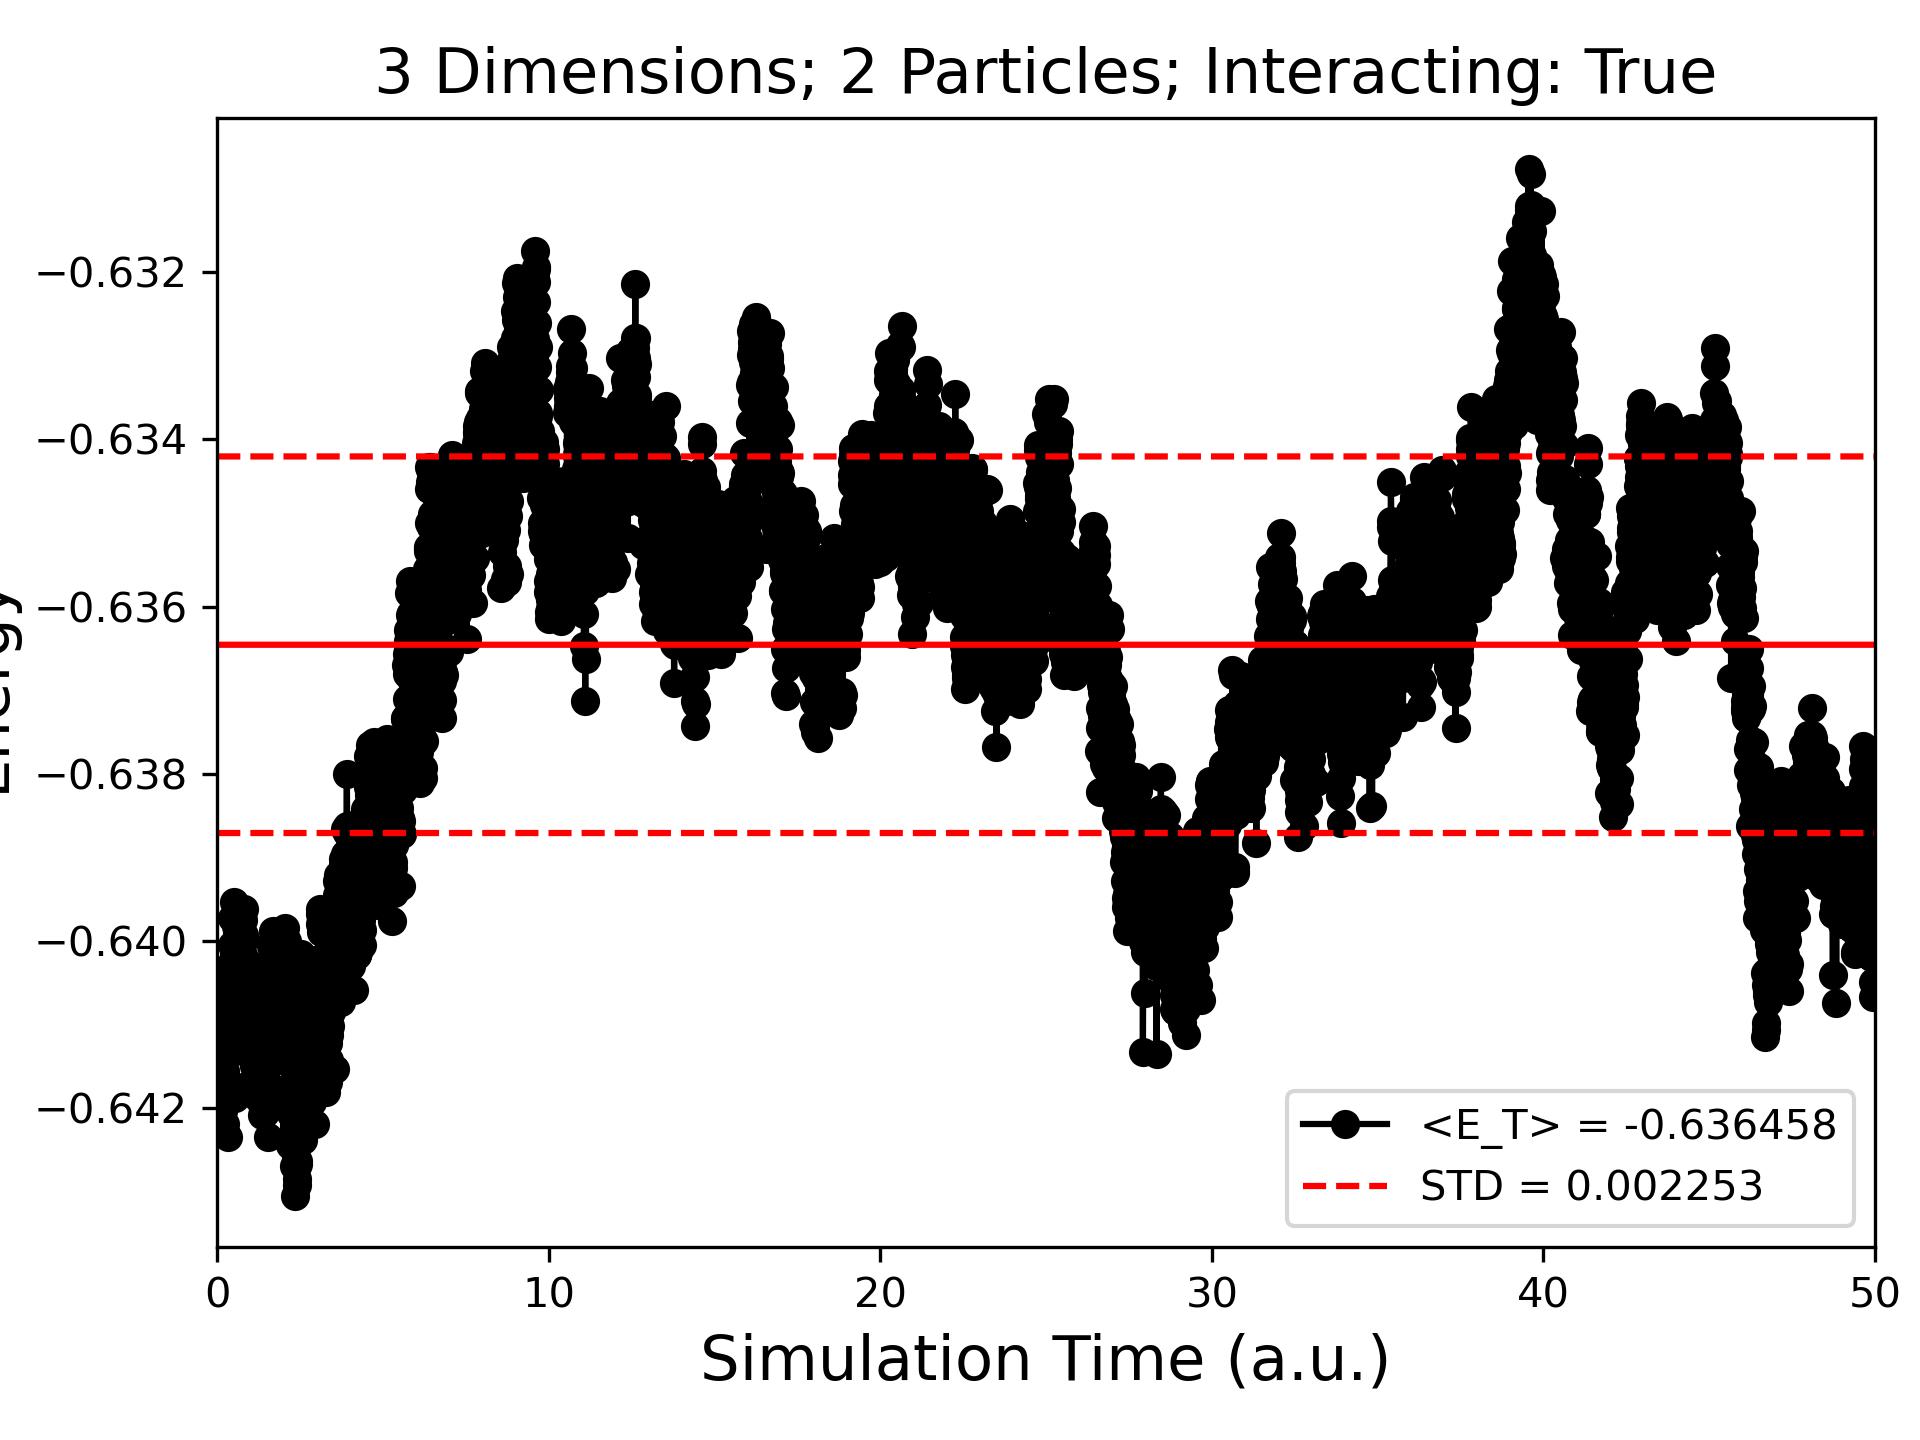 3 Dimensions; 2 Particles; Interacting: True
Energy
−0.632
−0.634
−0.636
−0.638
−0.640
−0.642
<E_T> = -0.636458
STD = 0.002253
0 10 20 30 40 50
Simulation Time (a.u.)